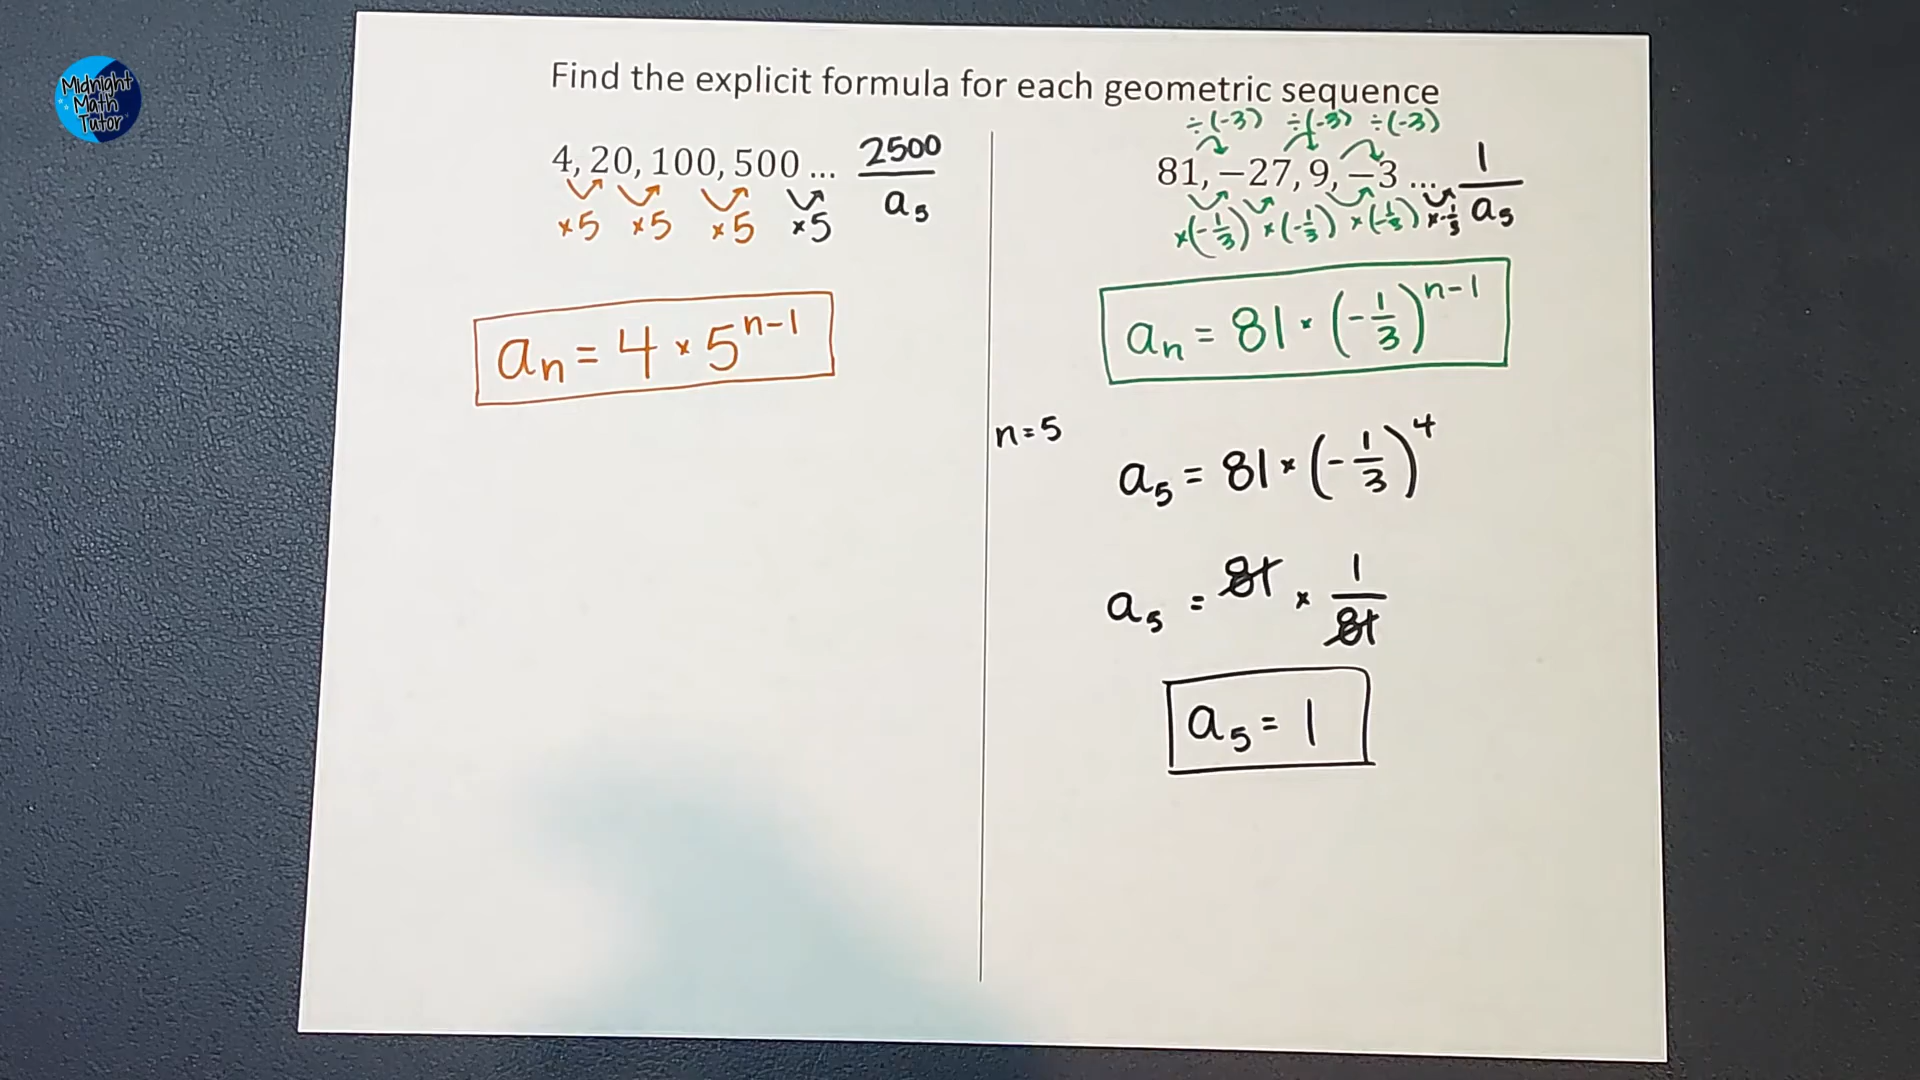 Midnight
Math
Tutor
Find the explicit formula for each geometric sequence
4, 20, 100, 500 ... 2500/a₅
×5 ×5 ×5 ×5
aₙ = 4 × 5ⁿ⁻¹
÷(-3) ÷(-3) ÷(-3)
81, −27, 9, −3 ... 1/a₅
×(-1/3) ×(-1/3) ×(-1/3) ×-1/3
aₙ = 81 · (-1/3)ⁿ⁻¹
n=5
a₅ = 81 × (-1/3)⁴
a₅ = 81 × 1/81
a₅ = 1